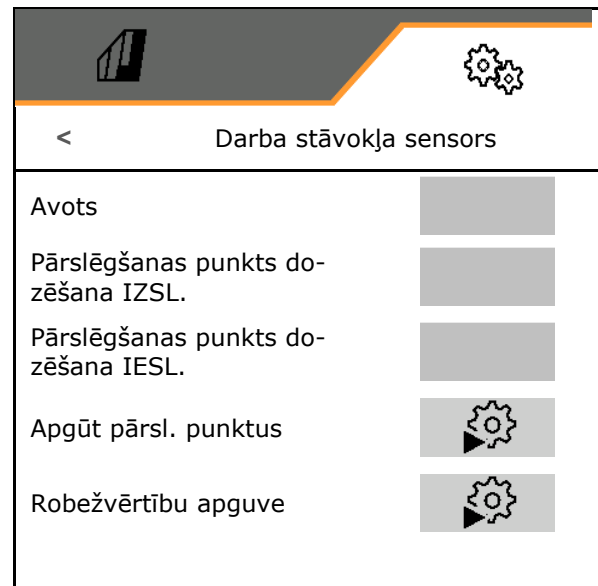 < Darba stāvokļa sensors
Avots
Pārslēgšanas punkts do-
zēšana IZSL.
Pārslēgšanas punkts do-
zēšana IESL.
Apgūt pārsl. punktus
Robežvērtību apguve